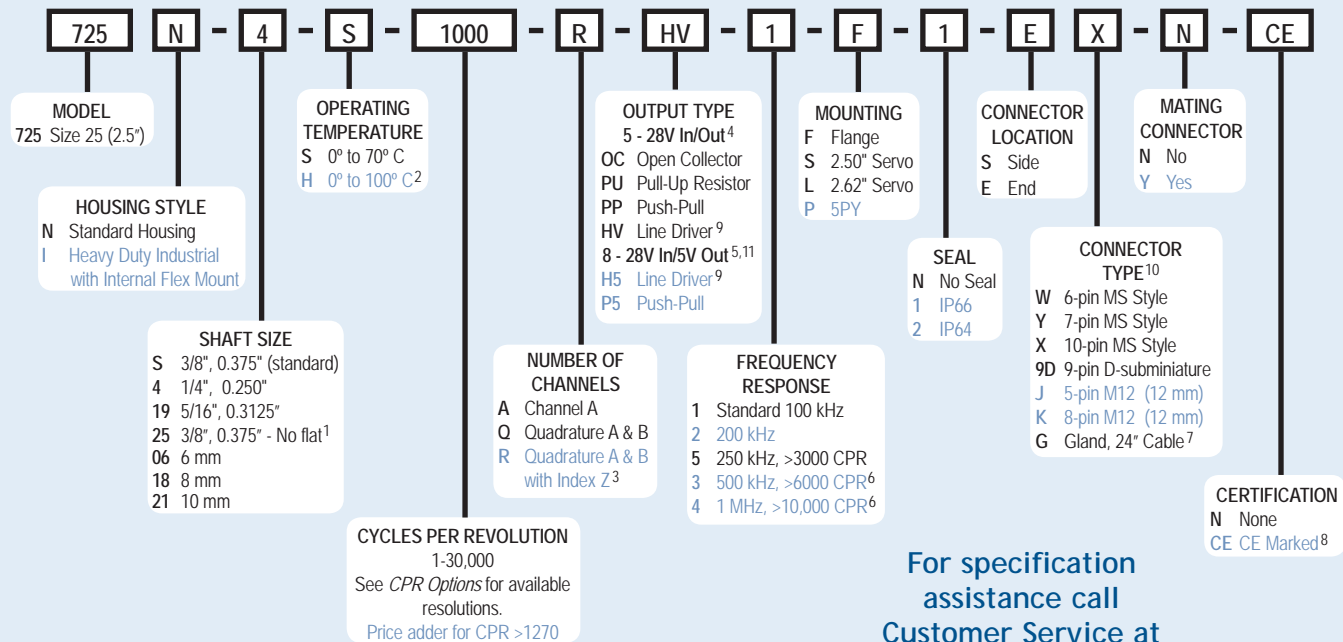 725 N - 4 - S - 1000 - R - HV - 1 - F - 1 - E X - N - CE
MODEL
725 Size 25 (2.5")
HOUSING STYLE
N Standard Housing
I Heavy Duty Industrial
with Internal Flex Mount
SHAFT SIZE
S 3/8", 0.375" (standard)
4 1/4", 0.250"
19 5/16", 0.3125"
25 3/8", 0.375" - No flat1
06 6 mm
18 8 mm
21 10 mm
OPERATING
TEMPERATURE
S 0º to 70º C
H 0º to 100º C2
CYCLES PER REVOLUTION
1-30,000
See CPR Options for available
resolutions.
Price adder for CPR >1270
NUMBER OF
CHANNELS
A Channel A
Q Quadrature A & B
R Quadrature A & B
with Index Z3
OUTPUT TYPE
5 - 28V In/Out4
OC Open Collector
PU Pull-Up Resistor
PP Push-Pull
HV Line Driver9
8 - 28V In/5V Out5,11
H5 Line Driver9
P5 Push-Pull
FREQUENCY
RESPONSE
1 Standard 100 kHz
2 200 kHz
5 250 kHz, >3000 CPR
3 500 kHz, >6000 CPR6
4 1 MHz, >10,000 CPR6
MOUNTING
F Flange
S 2.50" Servo
L 2.62" Servo
P 5PY
SEAL
N No Seal
1 IP66
2 IP64
CONNECTOR
LOCATION
S Side
E End
CONNECTOR
TYPE10
W 6-pin MS Style
Y 7-pin MS Style
X 10-pin MS Style
9D 9-pin D-subminiature
J 5-pin M12 (12 mm)
K 8-pin M12 (12 mm)
G Gland, 24" Cable7
MATING
CONNECTOR
N No
Y Yes
CERTIFICATION
N None
CE CE Marked8
For specification
assistance call
Customer Service at